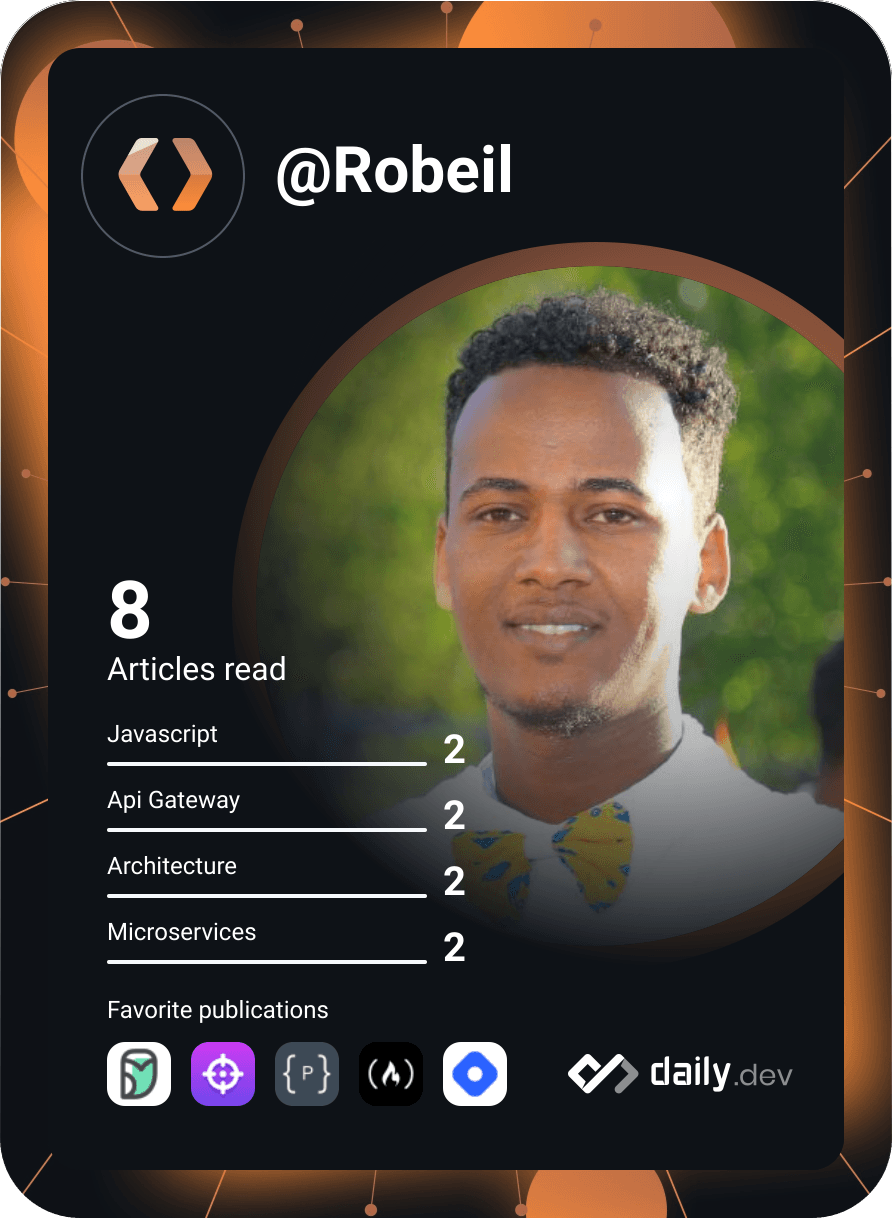 @Robeil
8
Articles read
Javascript 2
Api Gateway 2
Architecture 2
Microservices 2
Favorite publications
{P}
daily.dev